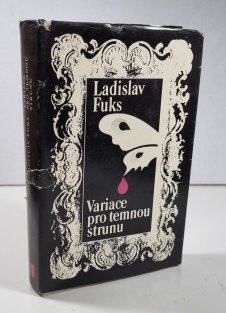 Ladislav
Fuks
Variace
pro temnou
strunu